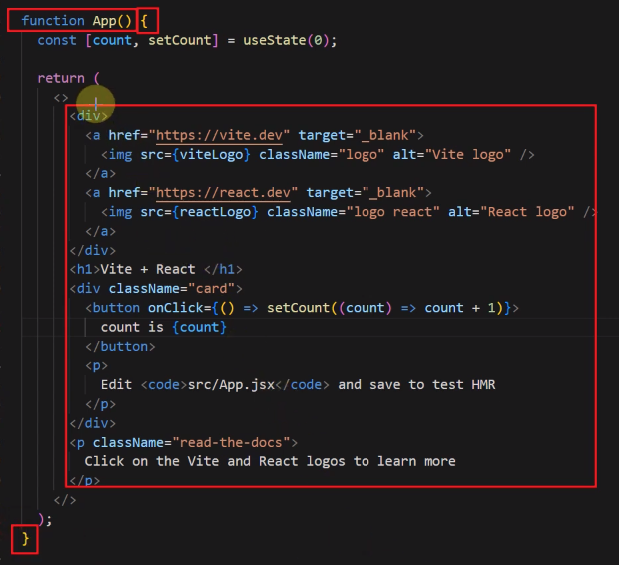 function App() {
  const [count, setCount] = useState(0);

  return (
    <>
      <div>
        <a href="https://vite.dev" target="_blank">
          <img src={viteLogo} className="logo" alt="Vite logo" />
        </a>
        <a href="https://react.dev" target="_blank">
          <img src={reactLogo} className="logo react" alt="React logo" />
        </a>
      </div>
      <h1>Vite + React </h1>
      <div className="card">
        <button onClick={() => setCount((count) => count + 1)}>
          count is {count}
        </button>
        <p>
          Edit <code>src/App.jsx</code> and save to test HMR
        </p>
      </div>
      <p className="read-the-docs">
        Click on the Vite and React logos to learn more
      </p>
    </>
  );
}